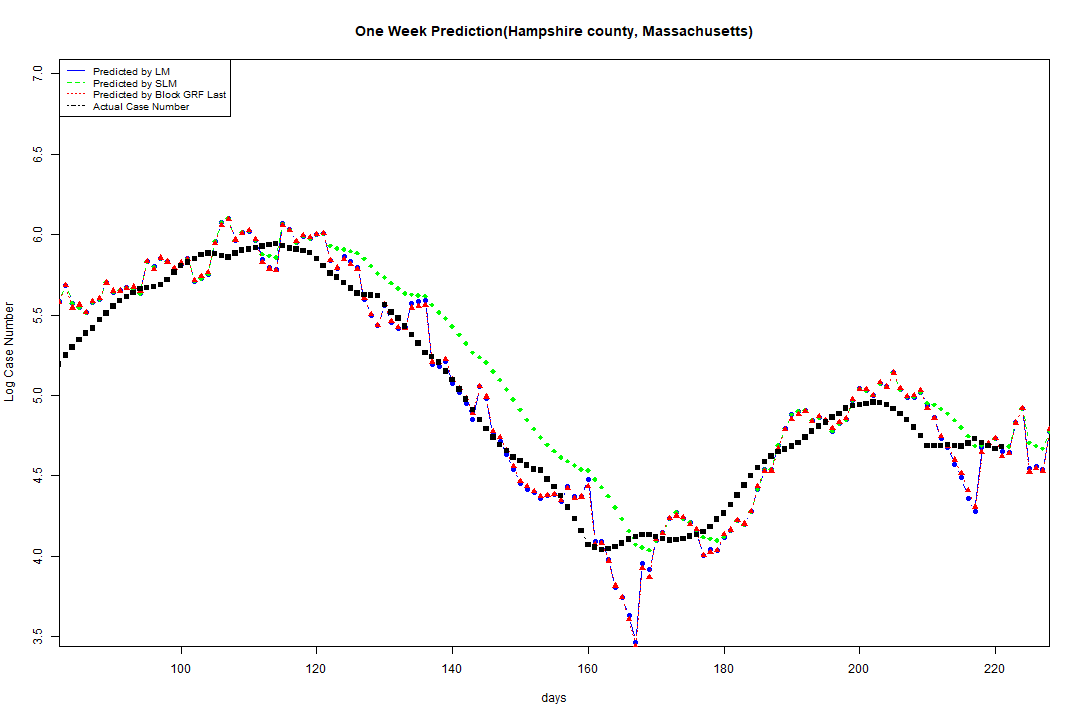 One Week Prediction(Hampshire county, Massachusetts)
Predicted by LM
Predicted by SLM
Predicted by Block GRF Last
Actual Case Number
Log Case Number
7.0
6.5
6.0
5.5
5.0
4.5
4.0
3.5
100 120 140 160 180 200 220
days